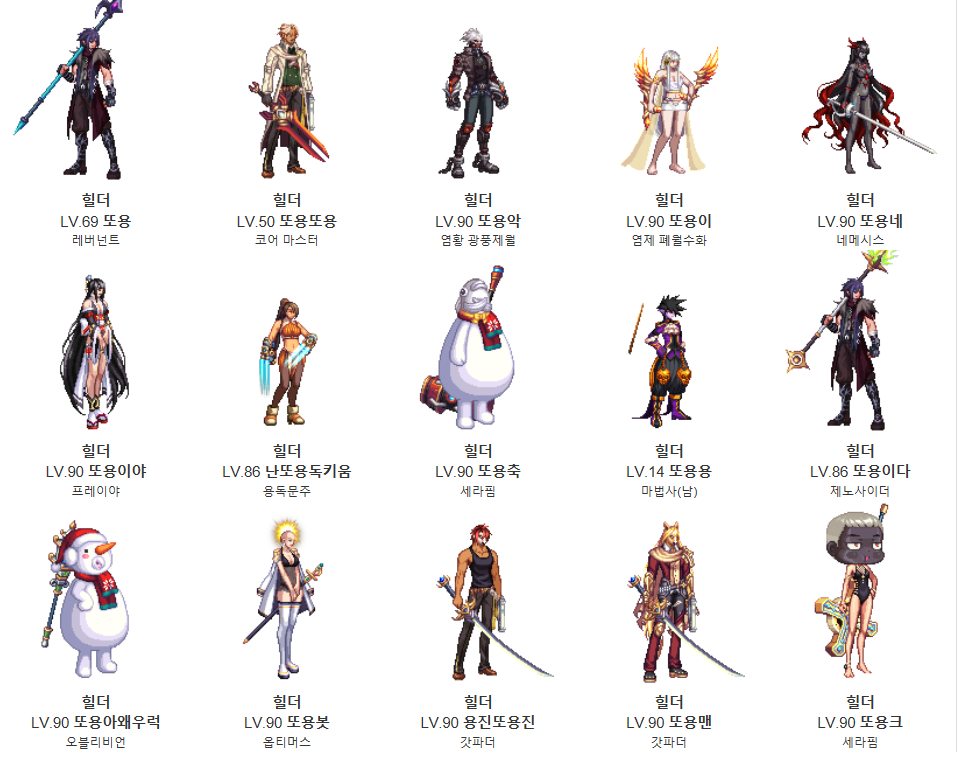 힐더
LV.69 또용
레버넌트
힐더
LV.50 또용또용
코어 마스터
힐더
LV.90 또용악
염황 광풍제월
힐더
LV.90 또용이
염제 폐월수화
힐더
LV.90 또용네
네메시스
힐더
LV.90 또용이야
프레이야
힐더
LV.86 난또용독키움
용독문주
힐더
LV.90 또용축
세라핌
힐더
LV.14 또용용
마법사(남)
힐더
LV.86 또용이다
제노사이더
힐더
LV.90 또용아왜우럭
오블리비언
힐더
LV.90 또용봇
옵티머스
힐더
LV.90 용진또용진
갓파더
힐더
LV.90 또용맨
갓파더
힐더
LV.90 또용크
세라핌